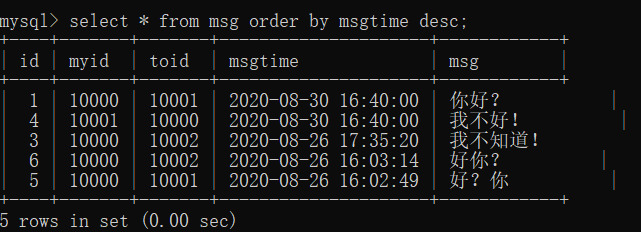 mysql> select * from msg order by msgtime desc;
+----+-------+-------+---------------------+-----------+
| id | myid | toid | msgtime | msg |
+----+-------+-------+---------------------+-----------+
| 1 | 10000 | 10001 | 2020-08-30 16:40:00 | 你好? |
| 4 | 10001 | 10000 | 2020-08-30 16:40:00 | 我不好! |
| 3 | 10000 | 10002 | 2020-08-26 17:35:20 | 我不知道!
| 6 | 10000 | 10002 | 2020-08-26 16:03:14 | 好你? |
| 5 | 10000 | 10001 | 2020-08-26 16:02:49 | 好?你 |
+----+-------+-------+---------------------+-----------+
5 rows in set (0.00 sec)